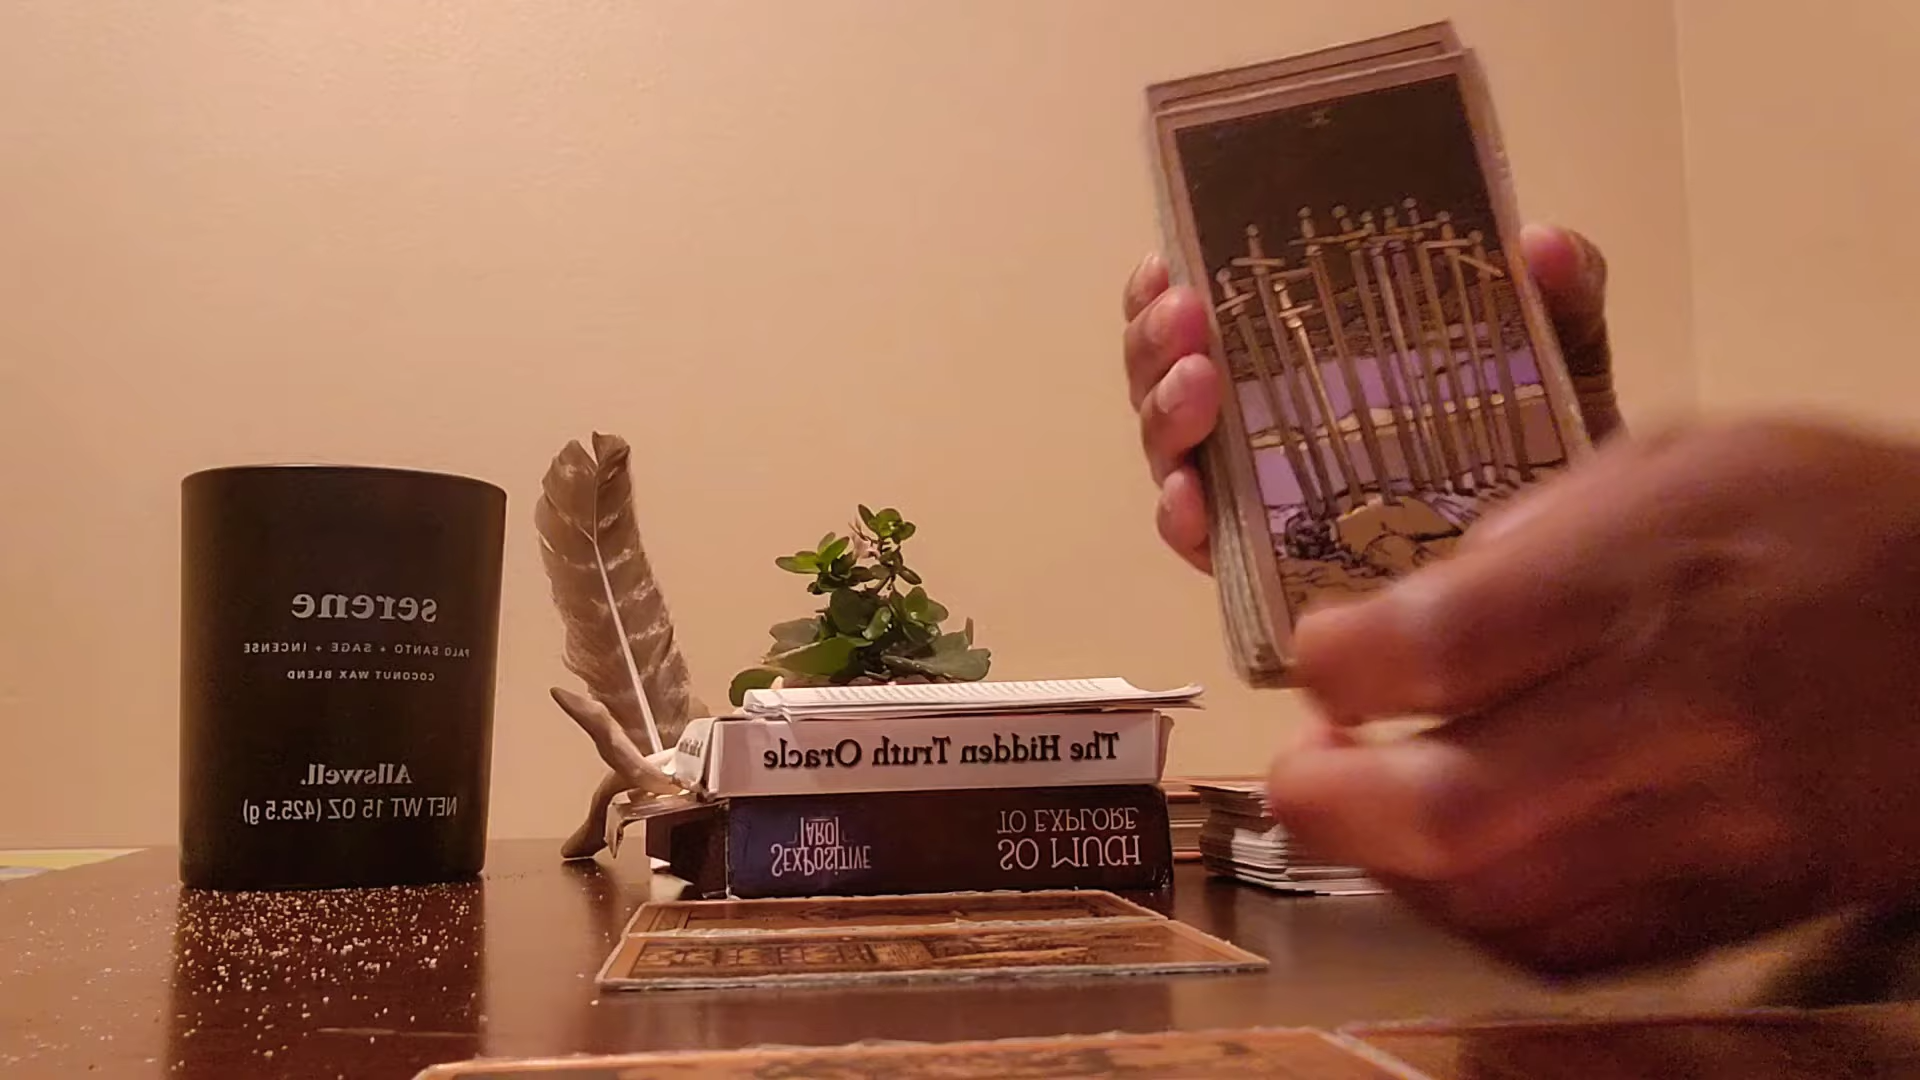 serene
PALO SANTO + SAGE + INCENSE
COCONUT WAX BLEND
Allswell.
NET WT 15 OZ (425.5 g)
The Hidden Truth Oracle
SEXPOSITIVE
TAROT
SO MUCH
TO EXPLORE
X